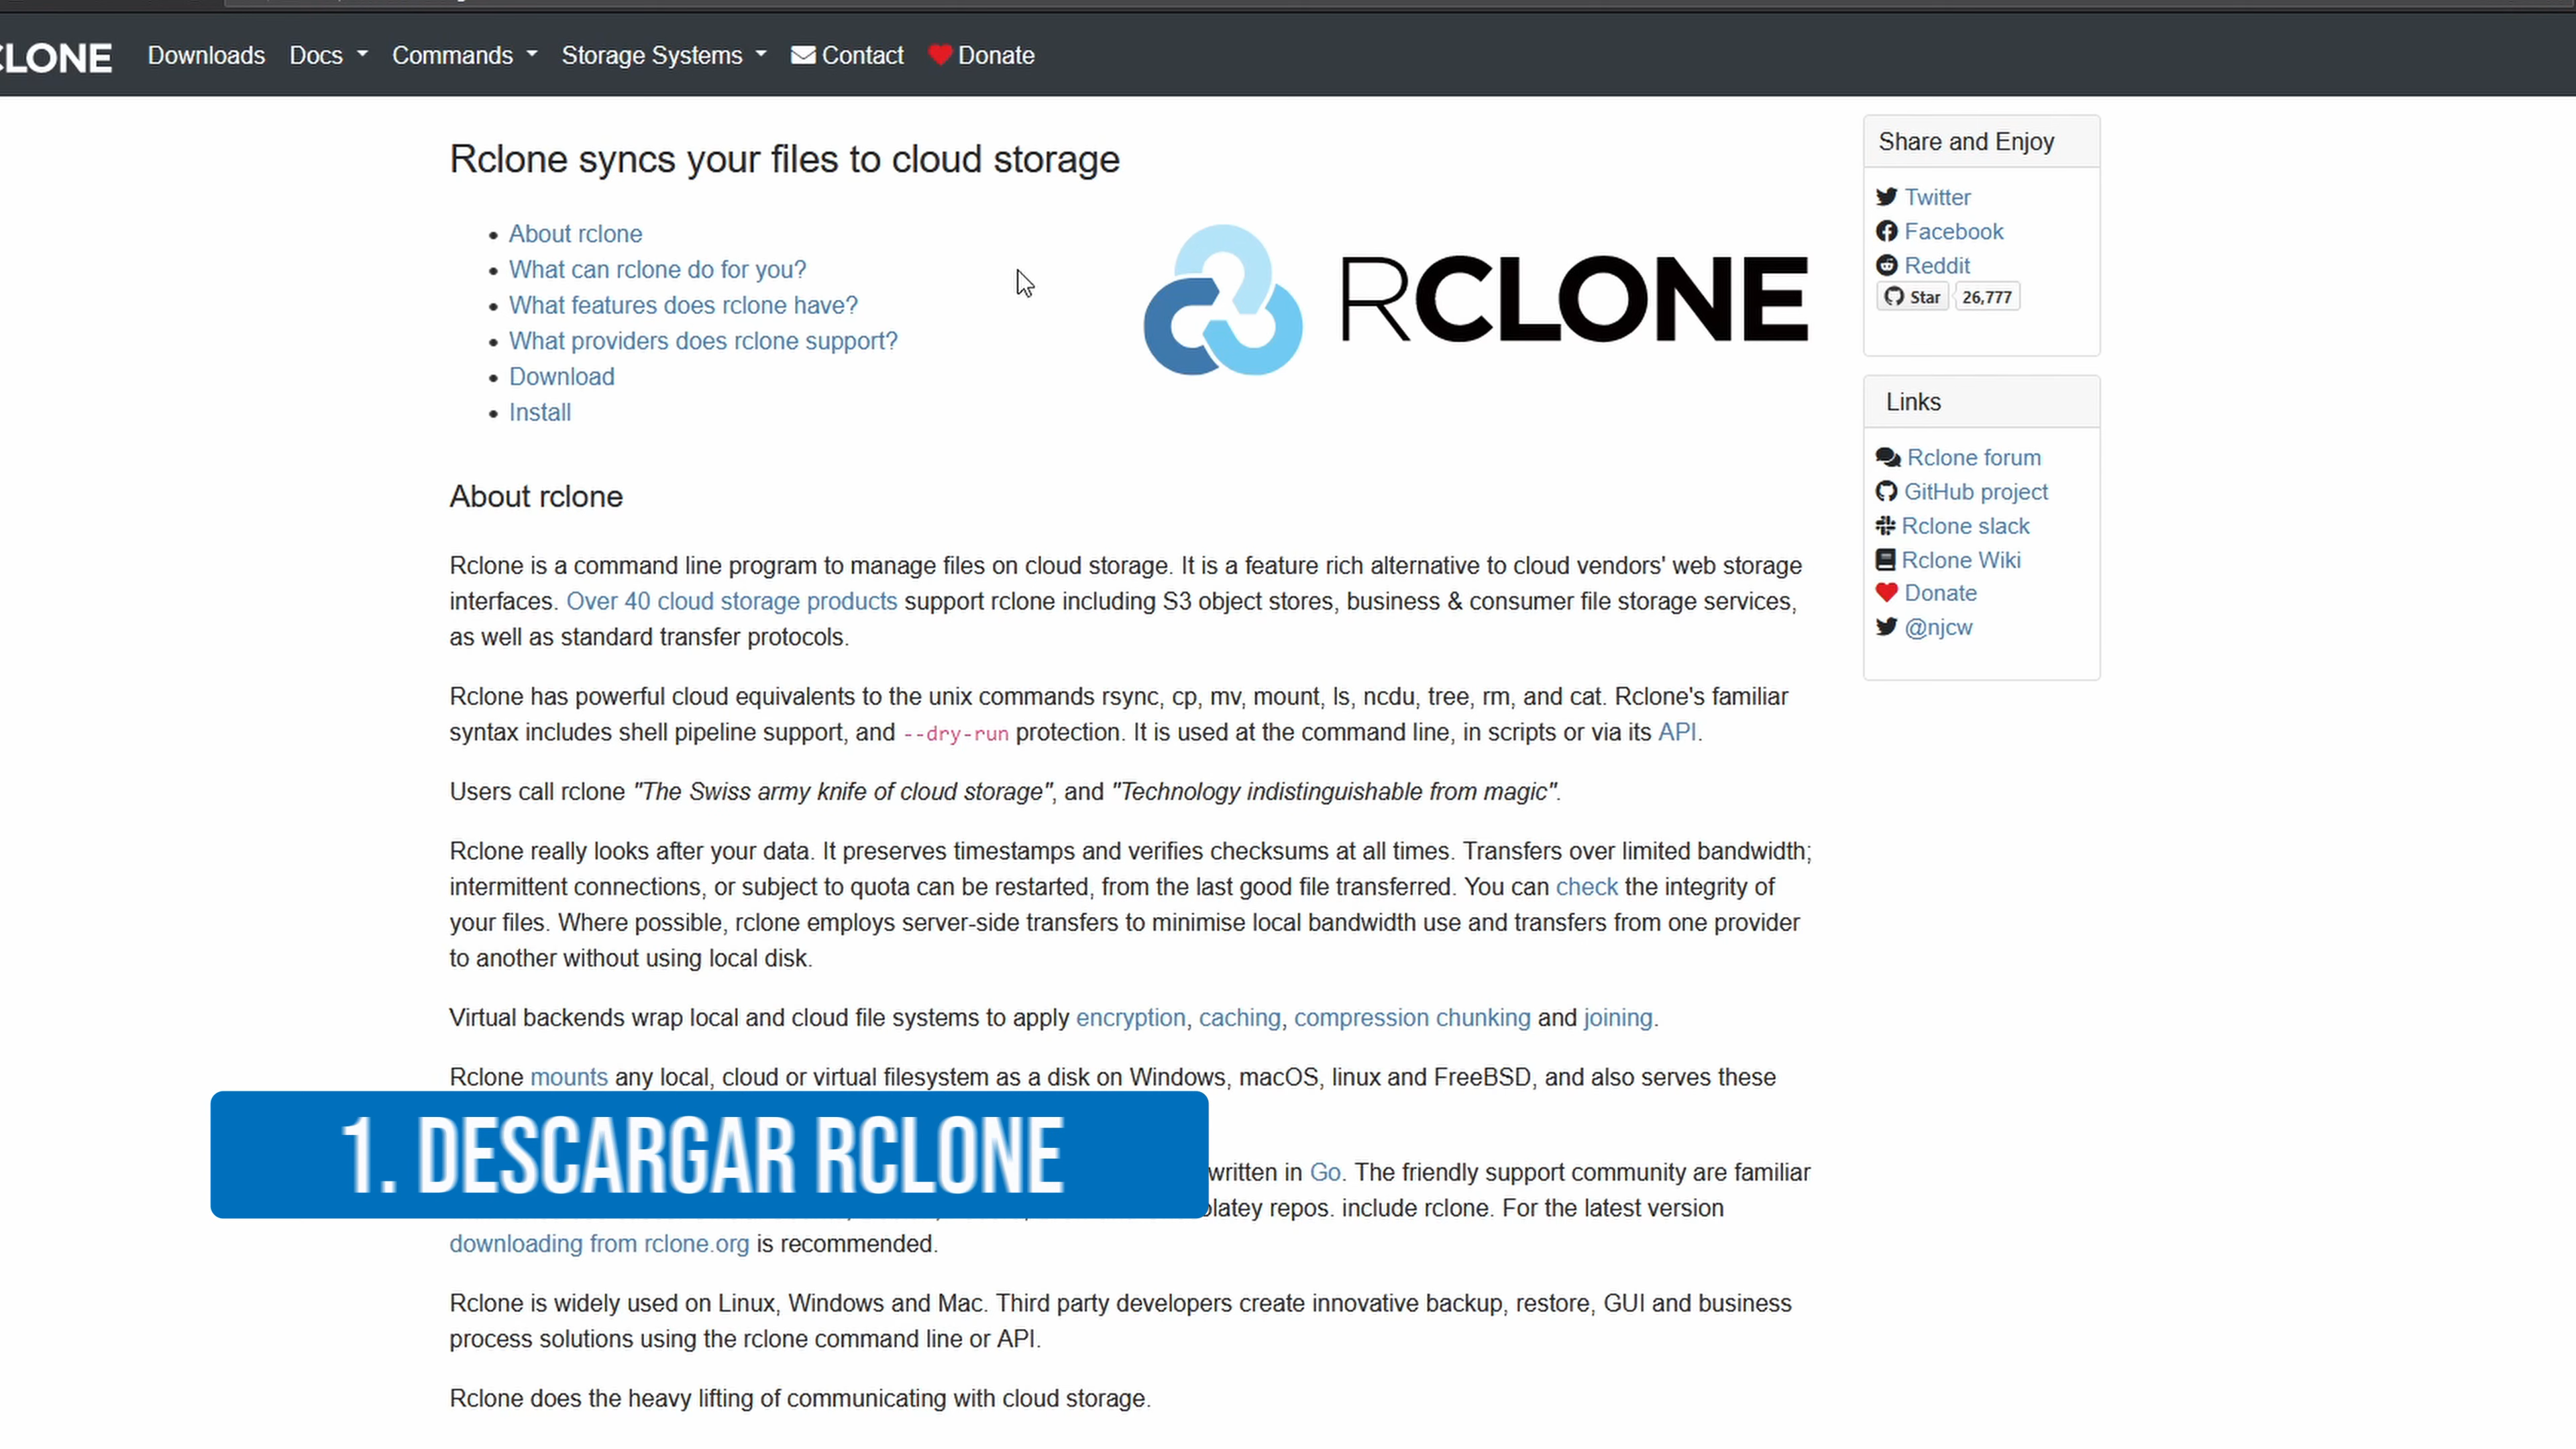 CLONE Downloads Docs Commands Storage Systems Contact Donate
Rclone syncs your files to cloud storage
About rclone
What can rclone do for you?
What features does rclone have?
What providers does rclone support?
Download
Install
RCLONE
Share and Enjoy
Twitter
Facebook
Reddit
Star 26,777
Links
Rclone forum
GitHub project
Rclone slack
Rclone Wiki
Donate
@njcw
About rclone
Rclone is a command line program to manage files on cloud storage. It is a feature rich alternative to cloud vendors' web storage
interfaces. Over 40 cloud storage products support rclone including S3 object stores, business & consumer file storage services,
as well as standard transfer protocols.
Rclone has powerful cloud equivalents to the unix commands rsync, cp, mv, mount, ls, ncdu, tree, rm, and cat. Rclone's familiar
syntax includes shell pipeline support, and --dry-run protection. It is used at the command line, in scripts or via its API.
Users call rclone "The Swiss army knife of cloud storage", and "Technology indistinguishable from magic".
Rclone really looks after your data. It preserves timestamps and verifies checksums at all times. Transfers over limited bandwidth;
intermittent connections, or subject to quota can be restarted, from the last good file transferred. You can check the integrity of
your files. Where possible, rclone employs server-side transfers to minimise local bandwidth use and transfers from one provider
to another without using local disk.
Virtual backends wrap local and cloud file systems to apply encryption, caching, compression chunking and joining.
Rclone mounts any local, cloud or virtual filesystem as a disk on Windows, macOS, linux and FreeBSD, and also serves these
1. DESCARGAR RCLONE
written in Go. The friendly support community are familiar
repos. include rclone. For the latest version
downloading from rclone.org is recommended.
Rclone is widely used on Linux, Windows and Mac. Third party developers create innovative backup, restore, GUI and business
process solutions using the rclone command line or API.
Rclone does the heavy lifting of communicating with cloud storage.